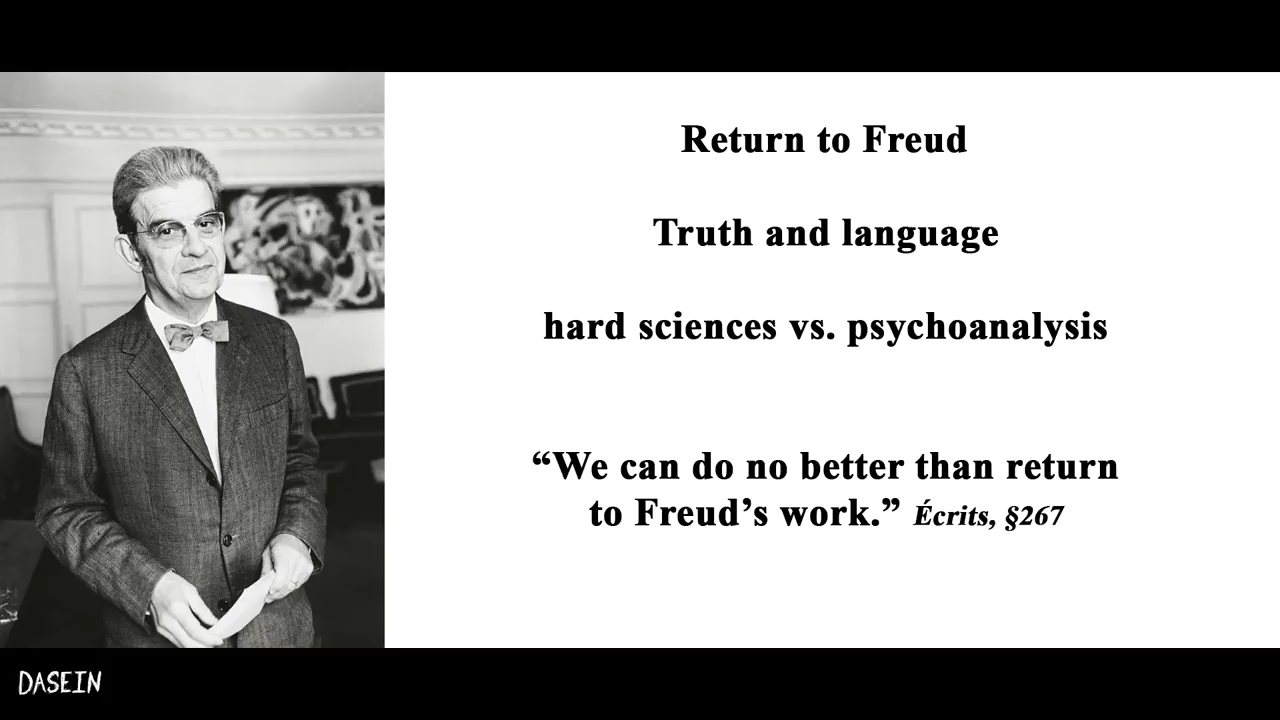 Return to Freud
Truth and language
hard sciences vs. psychoanalysis
“We can do no better than return
to Freud’s work.” Écrits, §267
DASEIN